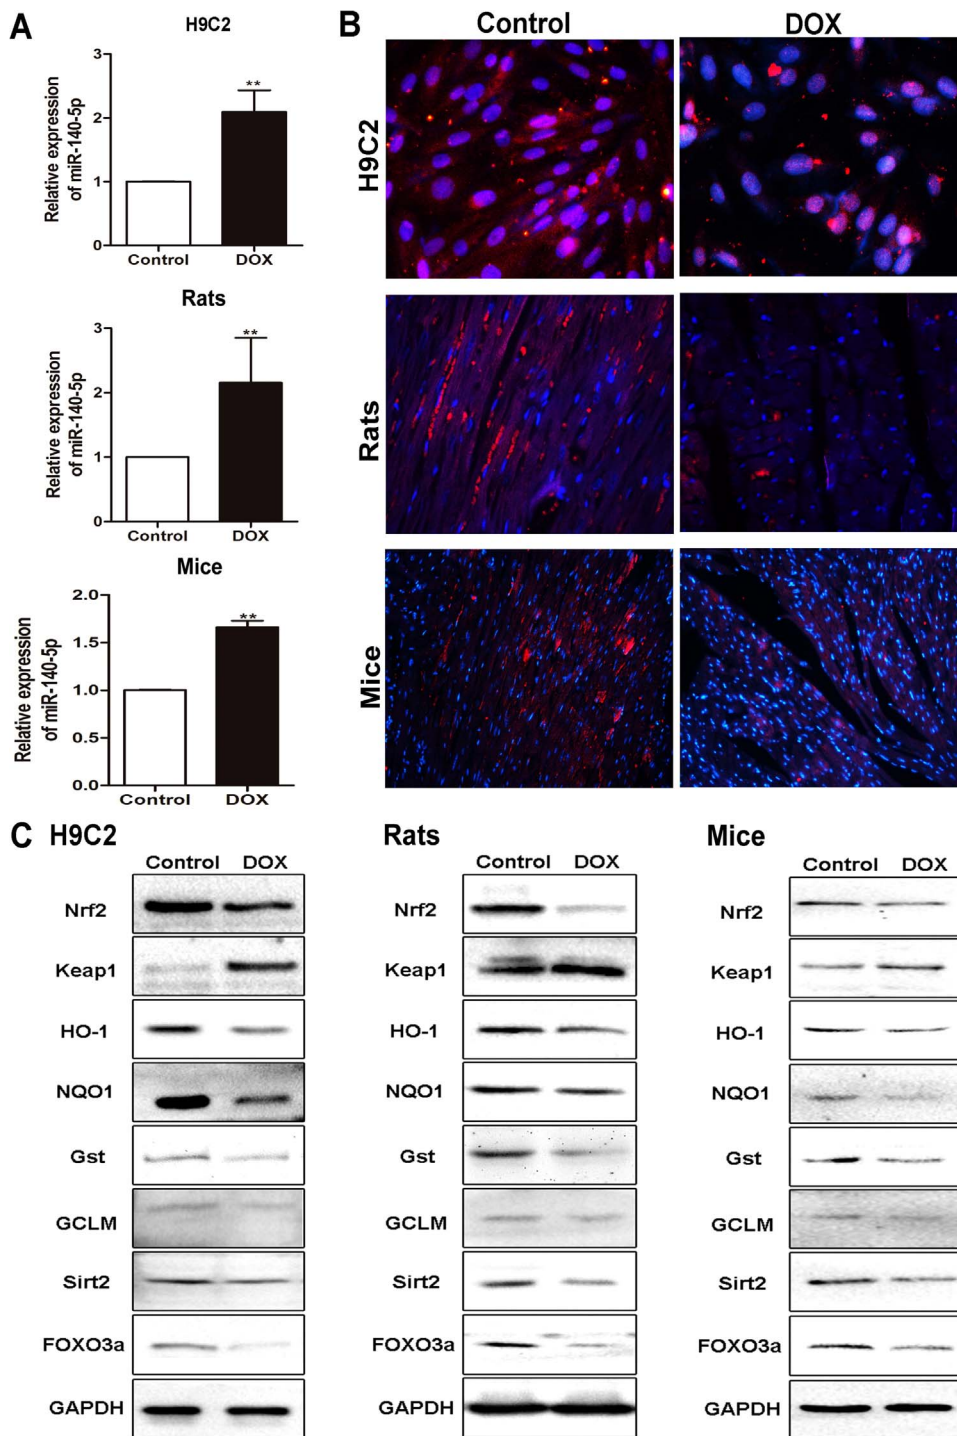 A
H9C2
Relative expression
of miR-140-5p
3
2
1
0
**
Control
DOX
Rats
Relative expression
of miR-140-5p
3
2
1
0
**
Control
DOX
Mice
Relative expression
of miR-140-5p
2.0
1.5
1.0
0.5
0.0
**
Control
DOX
B
Control
DOX
H9C2
Rats
Mice
C
H9C2
Control
DOX
Nrf2
Keap1
HO-1
NQO1
Gst
GCLM
Sirt2
FOXO3a
GAPDH
Rats
Control
DOX
Nrf2
Keap1
HO-1
NQO1
Gst
GCLM
Sirt2
FOXO3a
GAPDH
Mice
Control
DOX
Nrf2
Keap1
HO-1
NQO1
Gst
GCLM
Sirt2
FOXO3a
GAPDH